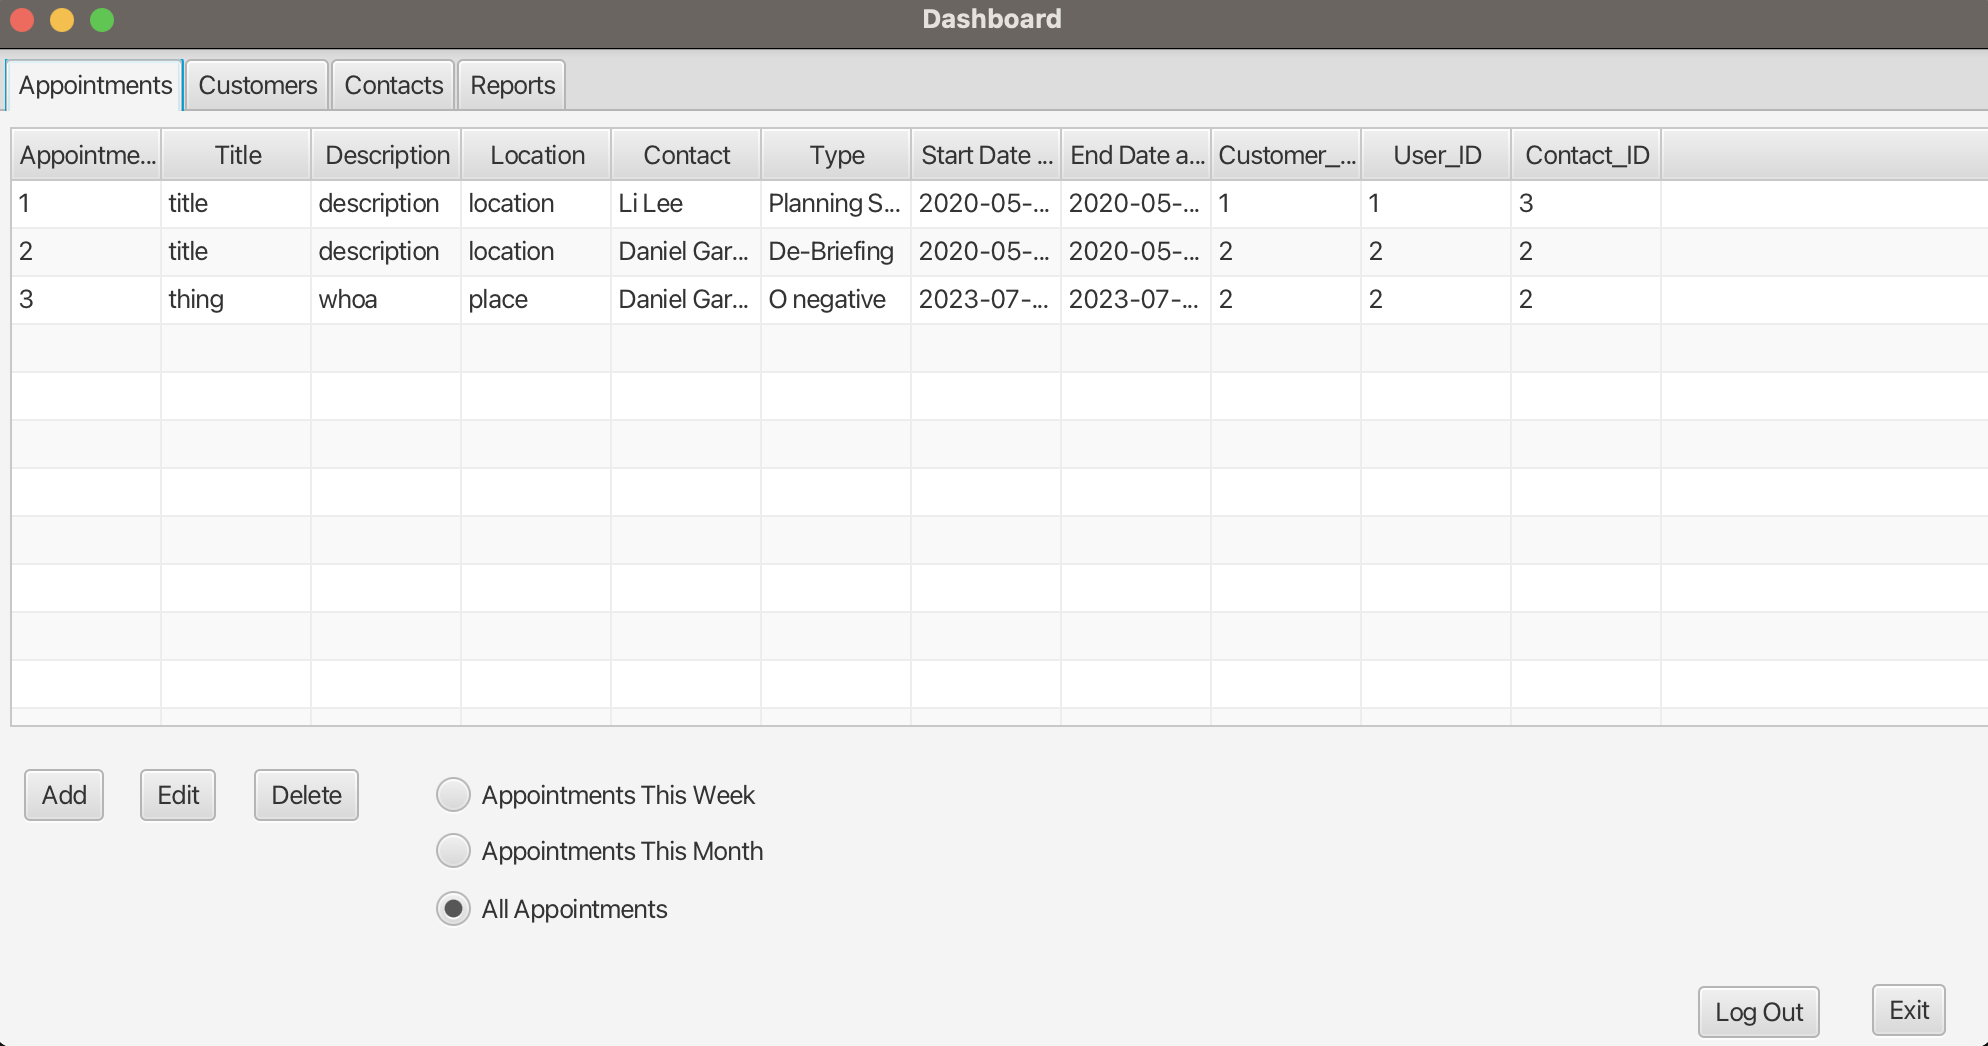 Dashboard
Appointments Customers Contacts Reports
Appointme... Title Description Location Contact Type Start Date ... End Date a... Customer_... User_ID Contact_ID
1 title description location Li Lee Planning S... 2020-05-... 2020-05-... 1 1 3
2 title description location Daniel Gar... De-Briefing 2020-05-... 2020-05-... 2 2 2
3 thing whoa place Daniel Gar... O negative 2023-07-... 2023-07-... 2 2 2
Add Edit Delete Appointments This Week
Appointments This Month
All Appointments
Log Out Exit